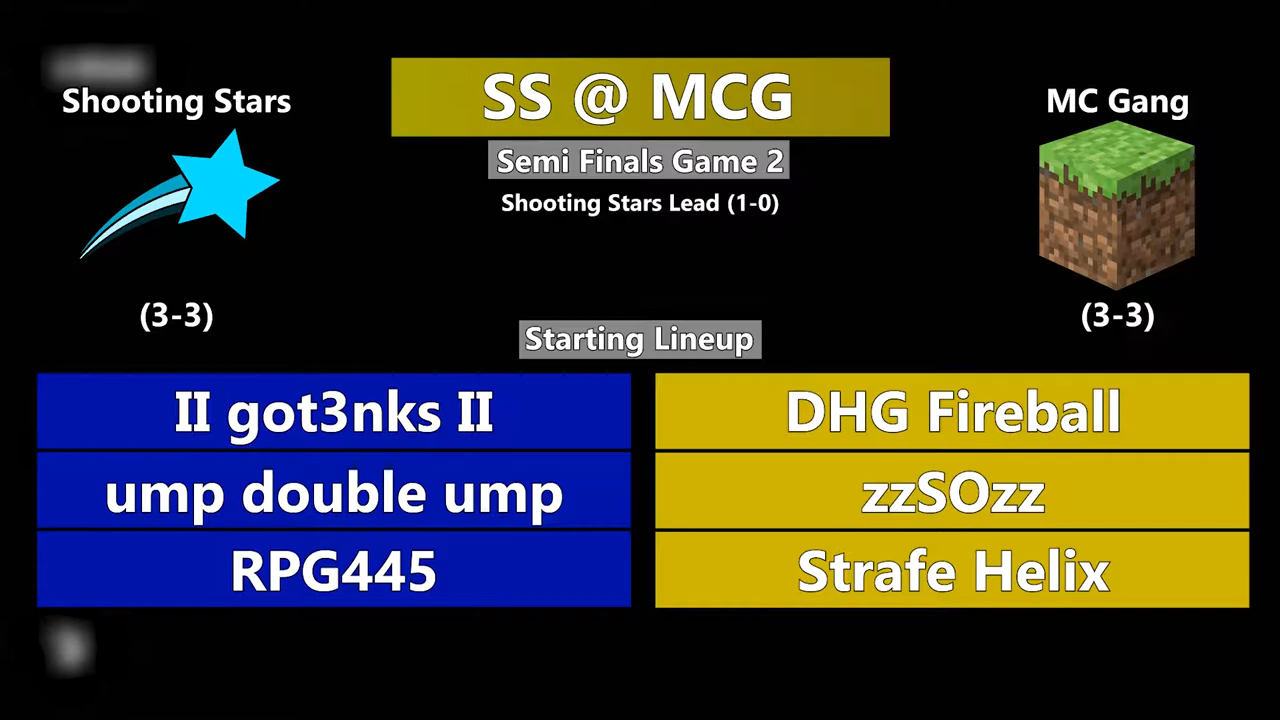 SS @ MCG
Shooting Stars
MC Gang
Semi Finals Game 2
Shooting Stars Lead (1-0)
(3-3)
(3-3)
Starting Lineup
II got3nks II
DHG Fireball
ump double ump
zzSOzz
RPG445
Strafe Helix